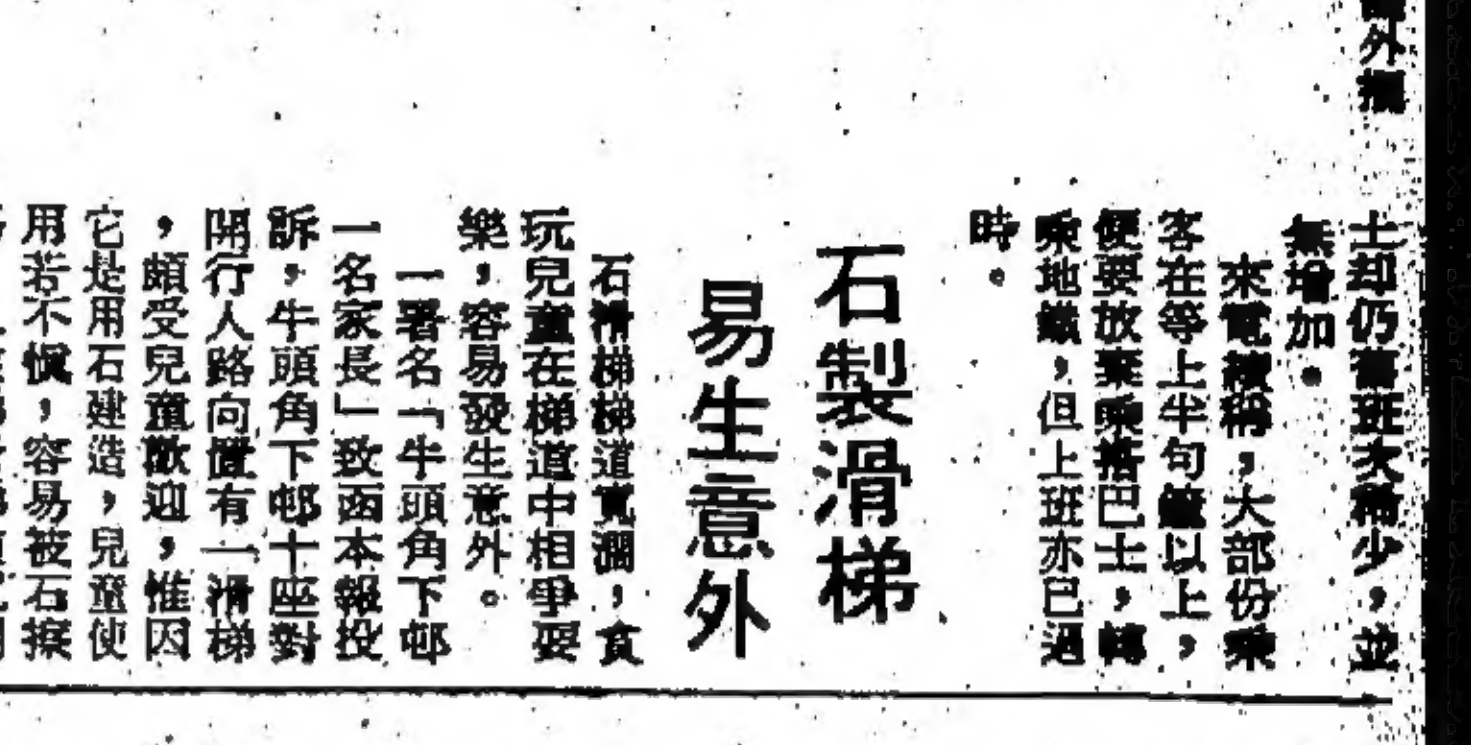 外攤
士却仍舊班次稀少，並
無增加。
來電續稱，大部份乘
客在等上半句鐘以上，
便要放棄乘搭巴士，轉
乘地鐵，但上班亦已過
時。
石製滑梯
易生意外
石滑梯梯道寬濶，貪
玩兒童在梯道中相爭耍
樂，容易發生意外。
一署名「牛頭角下邨
一名家長」致函本報投
訴，牛頭角下邨十座對
開行人路向置有一滑梯
，頗受兒童歡迎，惟因
它是用石建造，兒童使
用若不慎，容易被石擦